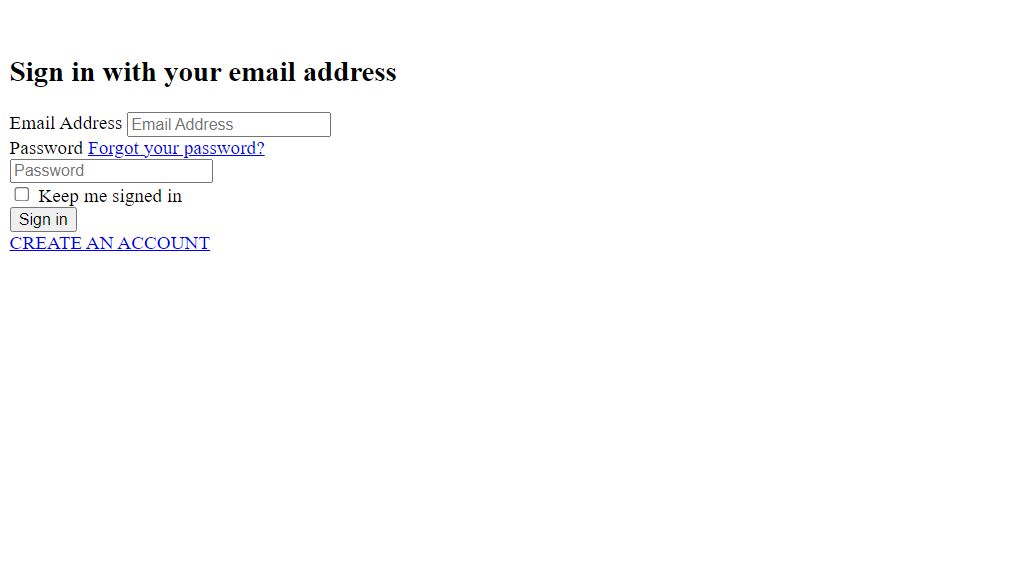 Sign in with your email address
Email Address Email Address
Password Forgot your password?
Password
Keep me signed in
Sign in
CREATE AN ACCOUNT